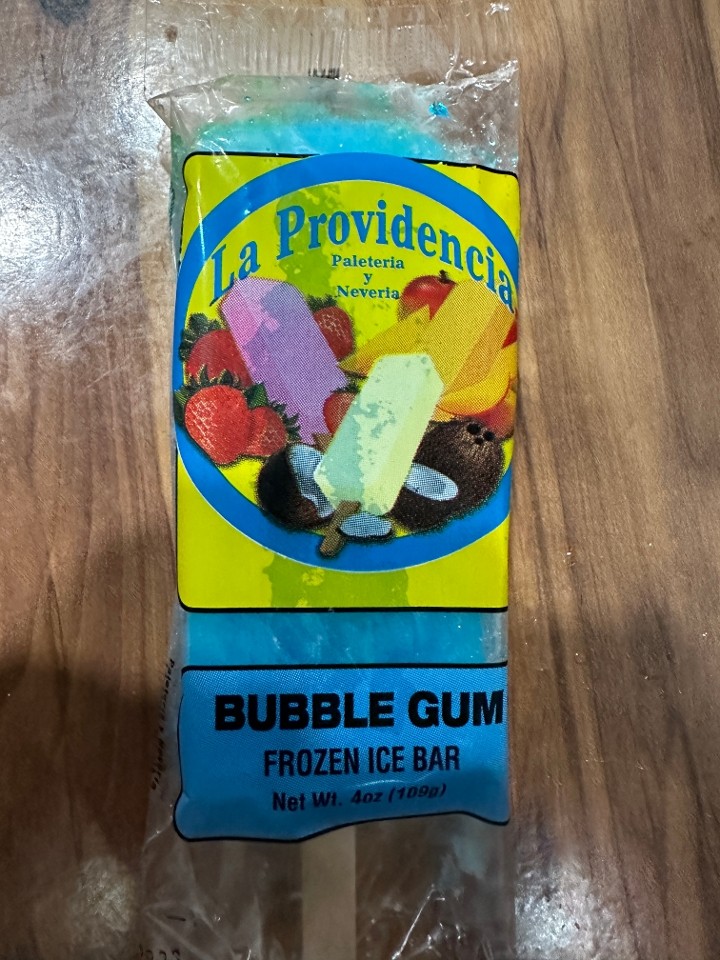 La Providencia
Paleteria
y
Neveria
BUBBLE GUM
FROZEN ICE BAR
Net Wt. 4oz (109g)